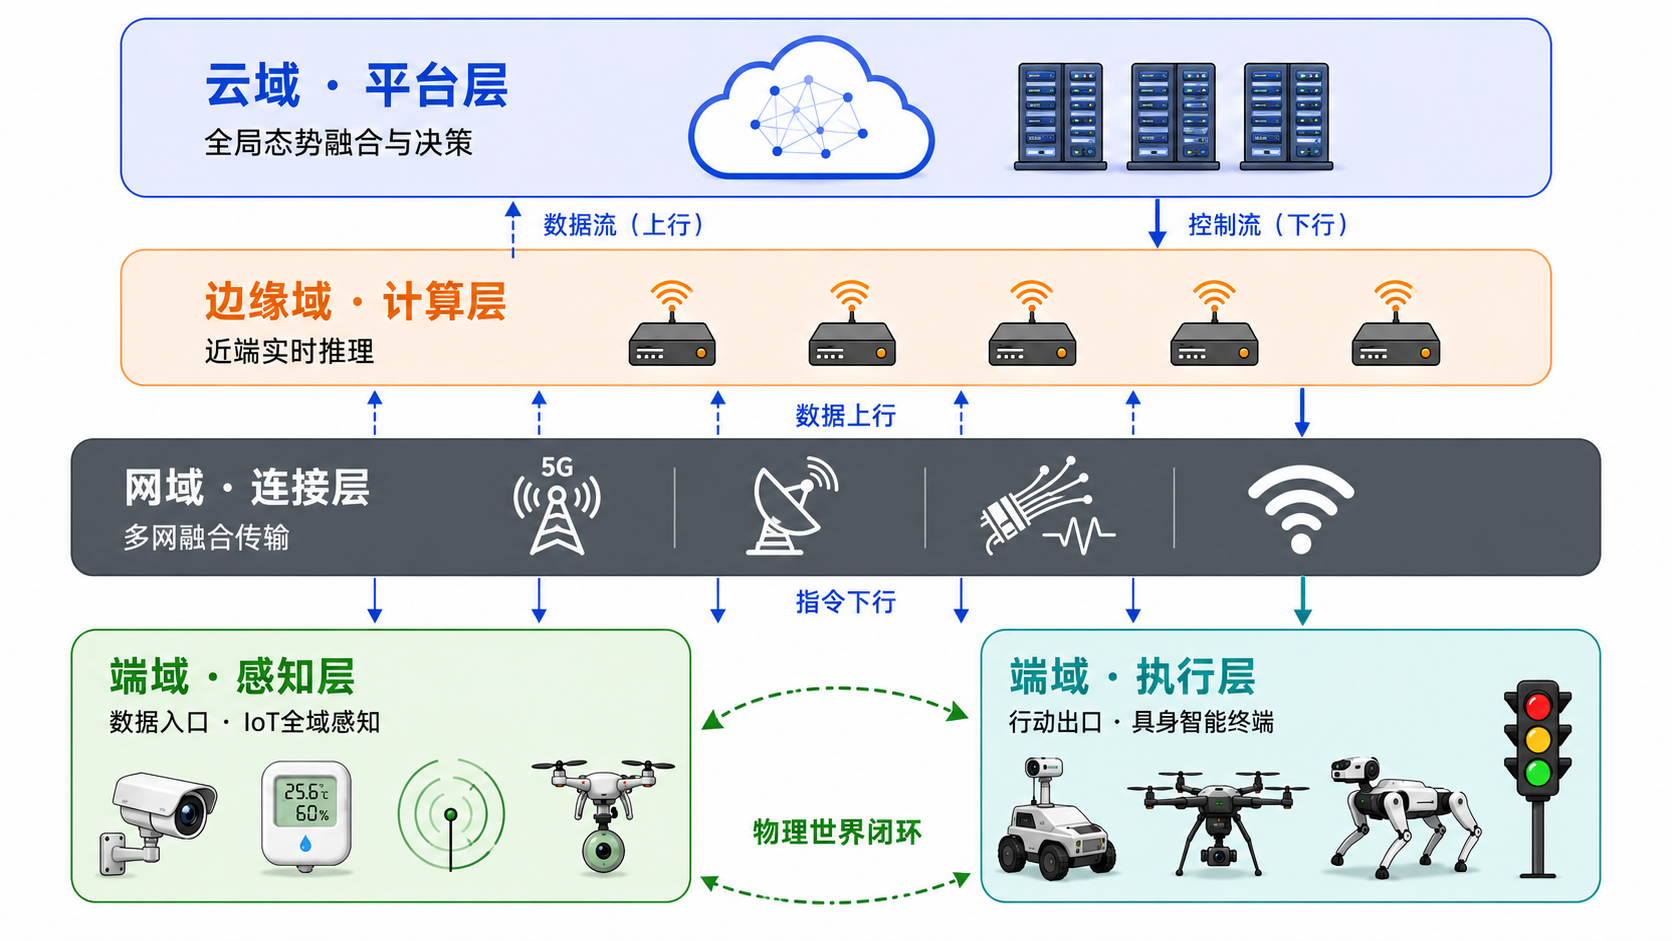 云域 · 平台层
全局态势融合与决策
数据流（上行）
控制流（下行）
边缘域 · 计算层
近端实时推理
数据上行
网域 · 连接层
多网融合传输
5G
指令下行
端域 · 感知层
数据入口 · IoT全域感知
25.6℃
60%
物理世界闭环
端域 · 执行层
行动出口 · 具身智能终端